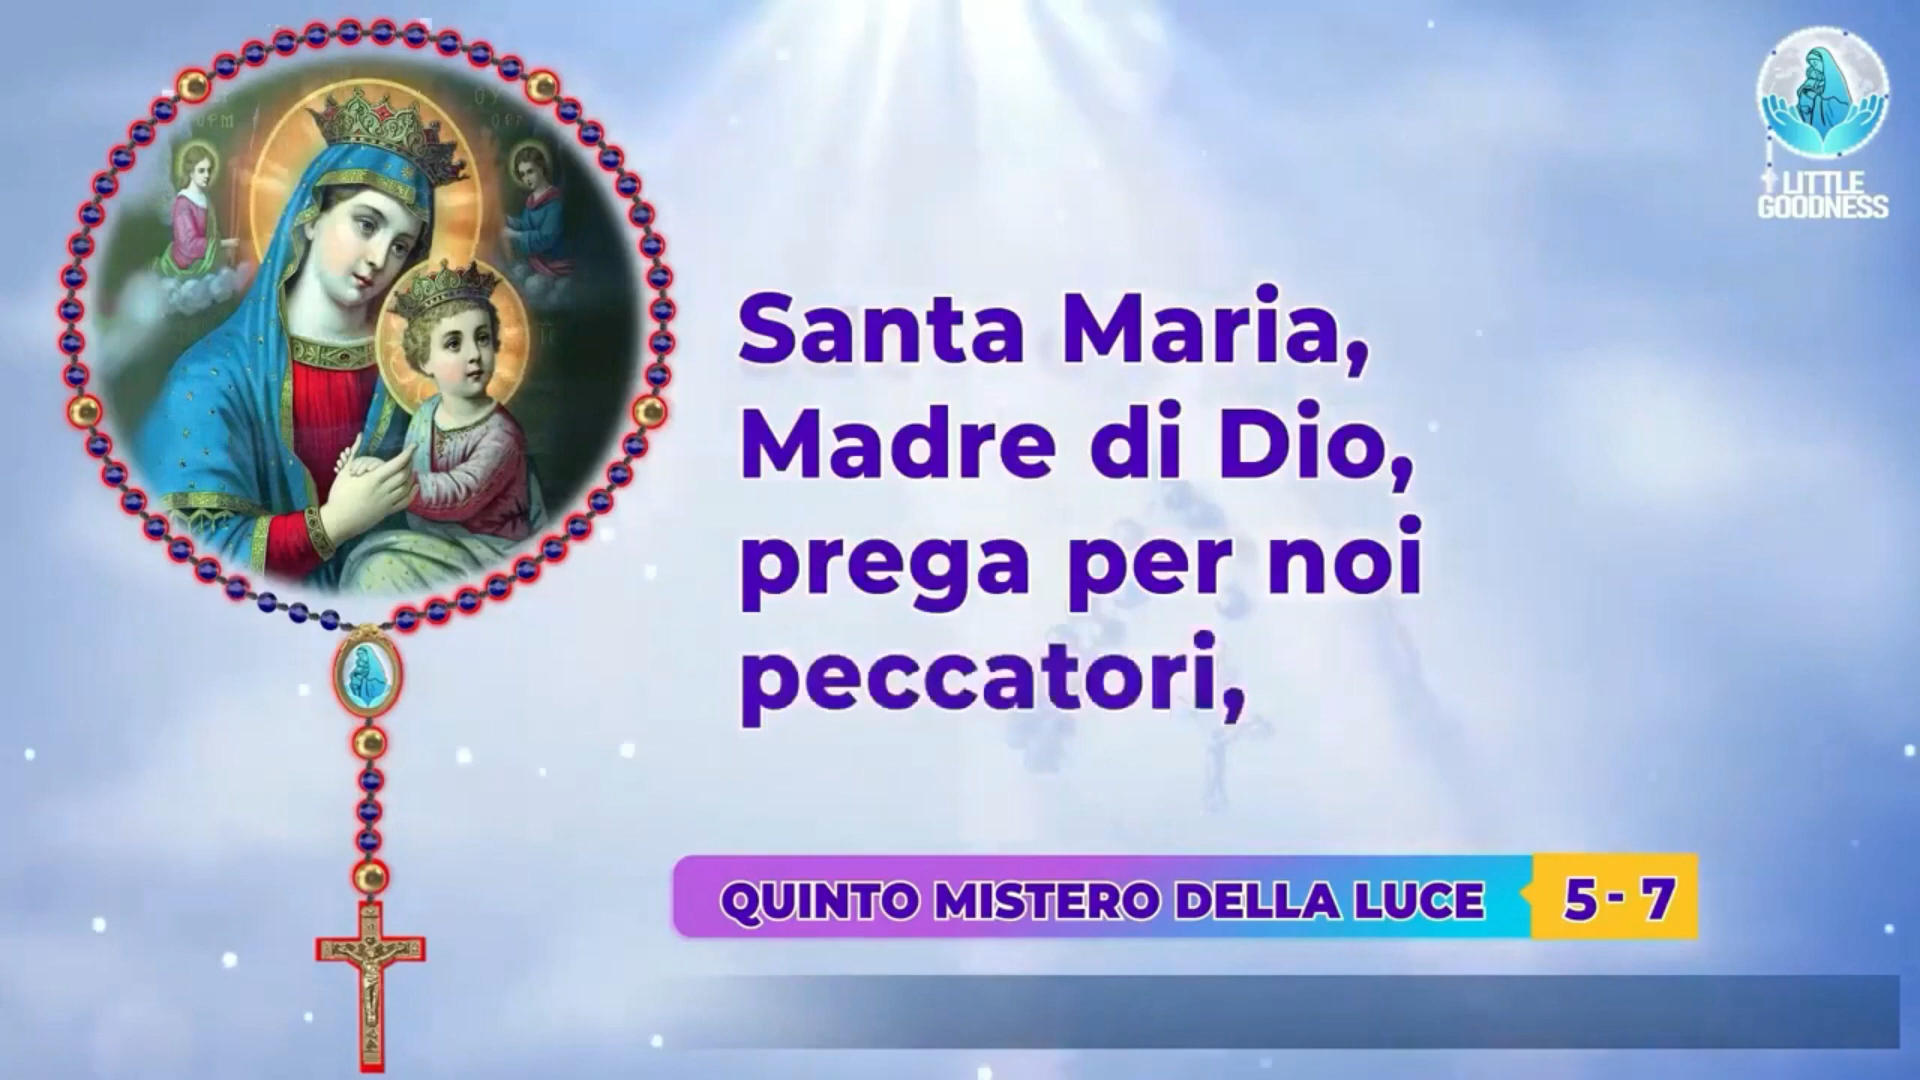 LITTLE
GOODNESS
Santa Maria,
Madre di Dio,
prega per noi
peccatori,
QUINTO MISTERO DELLA LUCE 5 - 7